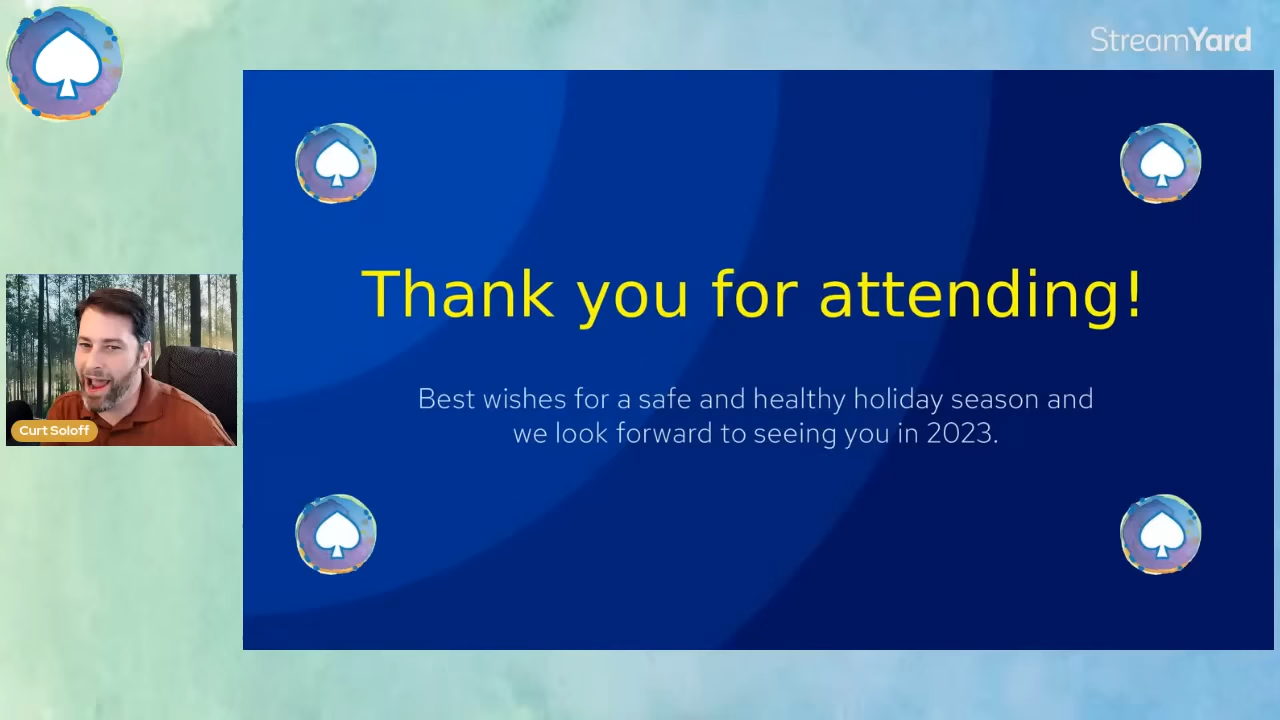 StreamYard
Thank you for attending!
Best wishes for a safe and healthy holiday season and
we look forward to seeing you in 2023.
Curt Soloff